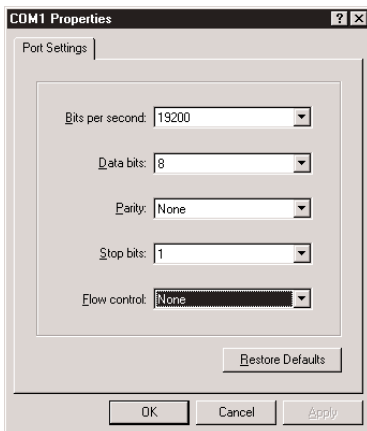 COM1 Properties
Port Settings
Bits per second: 19200
Data bits: 8
Parity: None
Stop bits: 1
Flow control: None
Restore Defaults
OK Cancel Apply